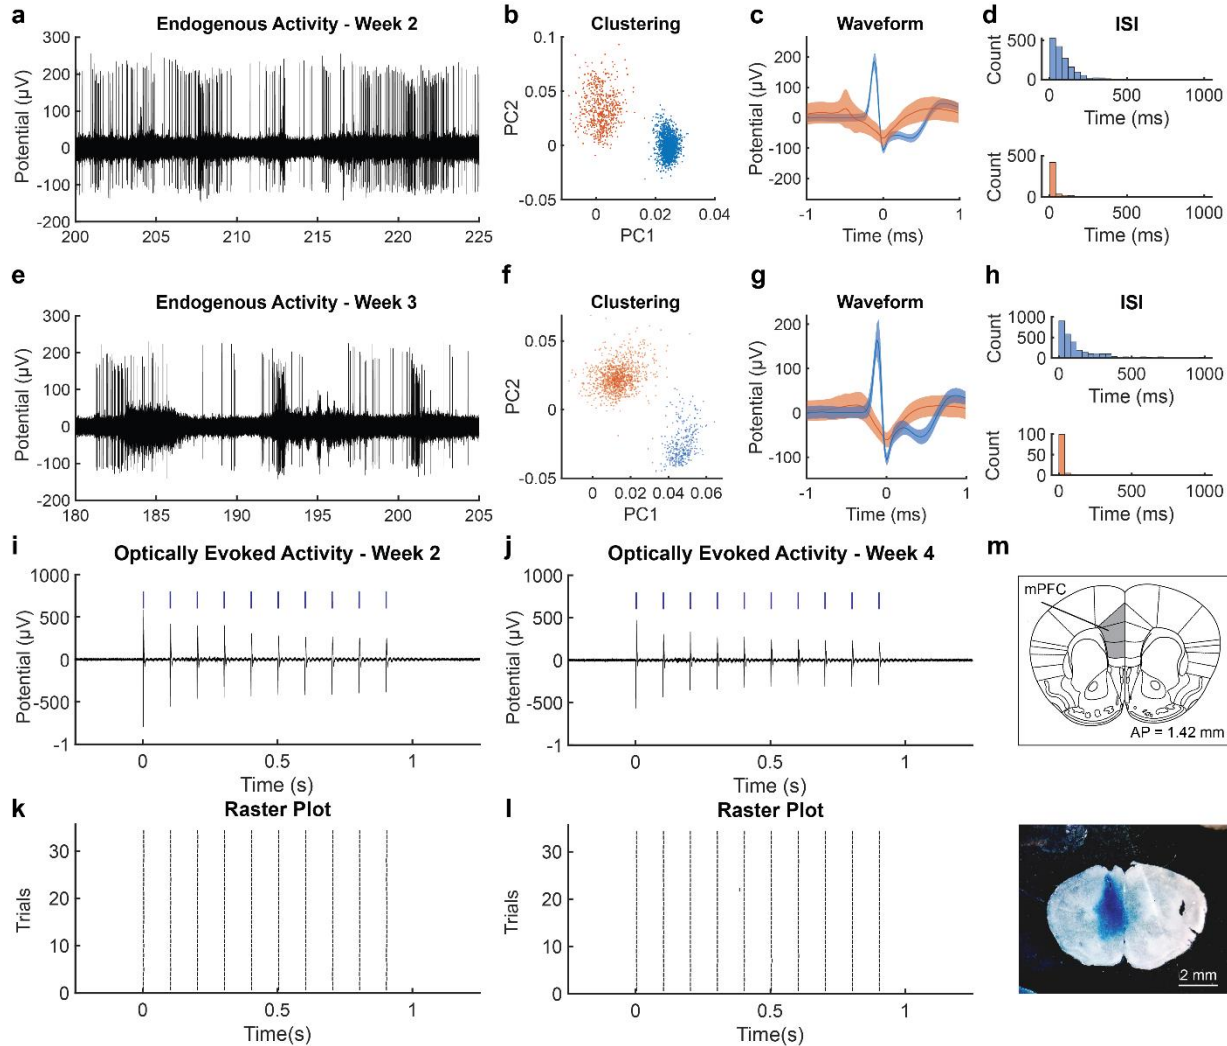 a
Endogenous Activity - Week 2
Potential (µV)
300
200
100
0
-100
-200
200
205
210
215
220
225
b
Clustering
PC2
0.1
0.05
0
-0.05
0
0.02
0.04
PC1
c
Waveform
Potential (µV)
200
100
0
-100
-200
-1
0
1
Time (ms)
d
ISI
Count
500
0
0
500
1000
Time (ms)
Count
500
0
0
500
1000
Time (ms)
e
Endogenous Activity - Week 3
Potential (µV)
300
200
100
0
-100
-200
180
185
190
195
200
205
f
Clustering
PC2
0.05
0
-0.05
0
0.02
0.04
0.06
PC1
g
Waveform
Potential (µV)
200
100
0
-100
-1
0
1
Time (ms)
h
ISI
Count
1000
500
0
0
500
1000
Time (ms)
Count
100
50
0
0
500
1000
Time (ms)
i
Optically Evoked Activity - Week 2
Potential (µV)
1000
500
0
-500
-1
0
0.5
1
Time (s)
j
Optically Evoked Activity - Week 4
Potential (µV)
1000
500
0
-500
-1
0
0.5
1
Time (s)
m
mPFC
AP = 1.42 mm
k
Raster Plot
Trials
30
20
10
0
0
0.5
1
Time(s)
l
Raster Plot
Trials
30
20
10
0
0
0.5
1
Time(s)
2 mm